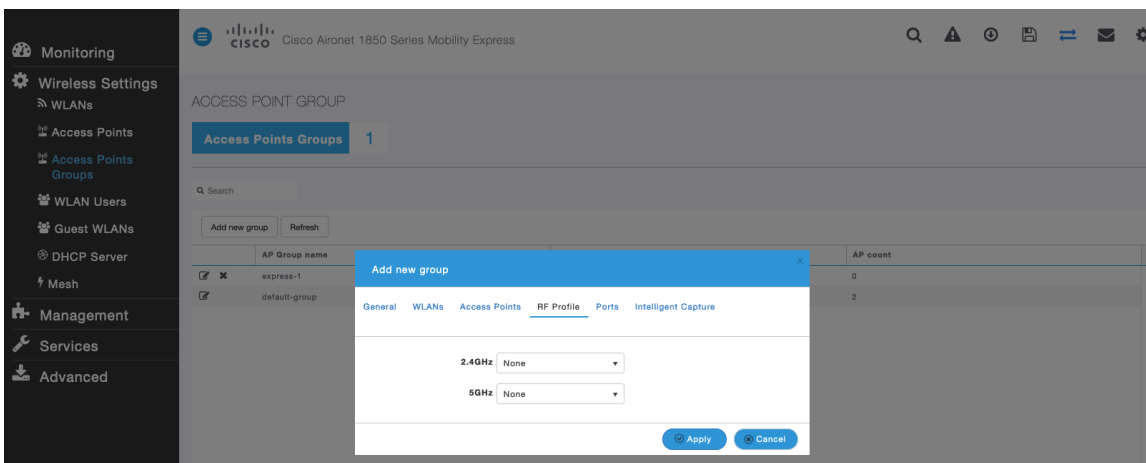 Monitoring
Wireless Settings
WLANs
Access Points
Access Points
Groups
WLAN Users
Guest WLANs
DHCP Server
Mesh
Management
Services
Advanced
CISCO Cisco Aironet 1850 Series Mobility Express
ACCESS POINT GROUP
Access Points Groups 1
Search
Add new group Refresh
AP Group name AP count
express-1 0
default-group 2
Add new group
General WLANs Access Points RF Profile Ports Intelligent Capture
2.4GHz None
5GHz None
Apply Cancel